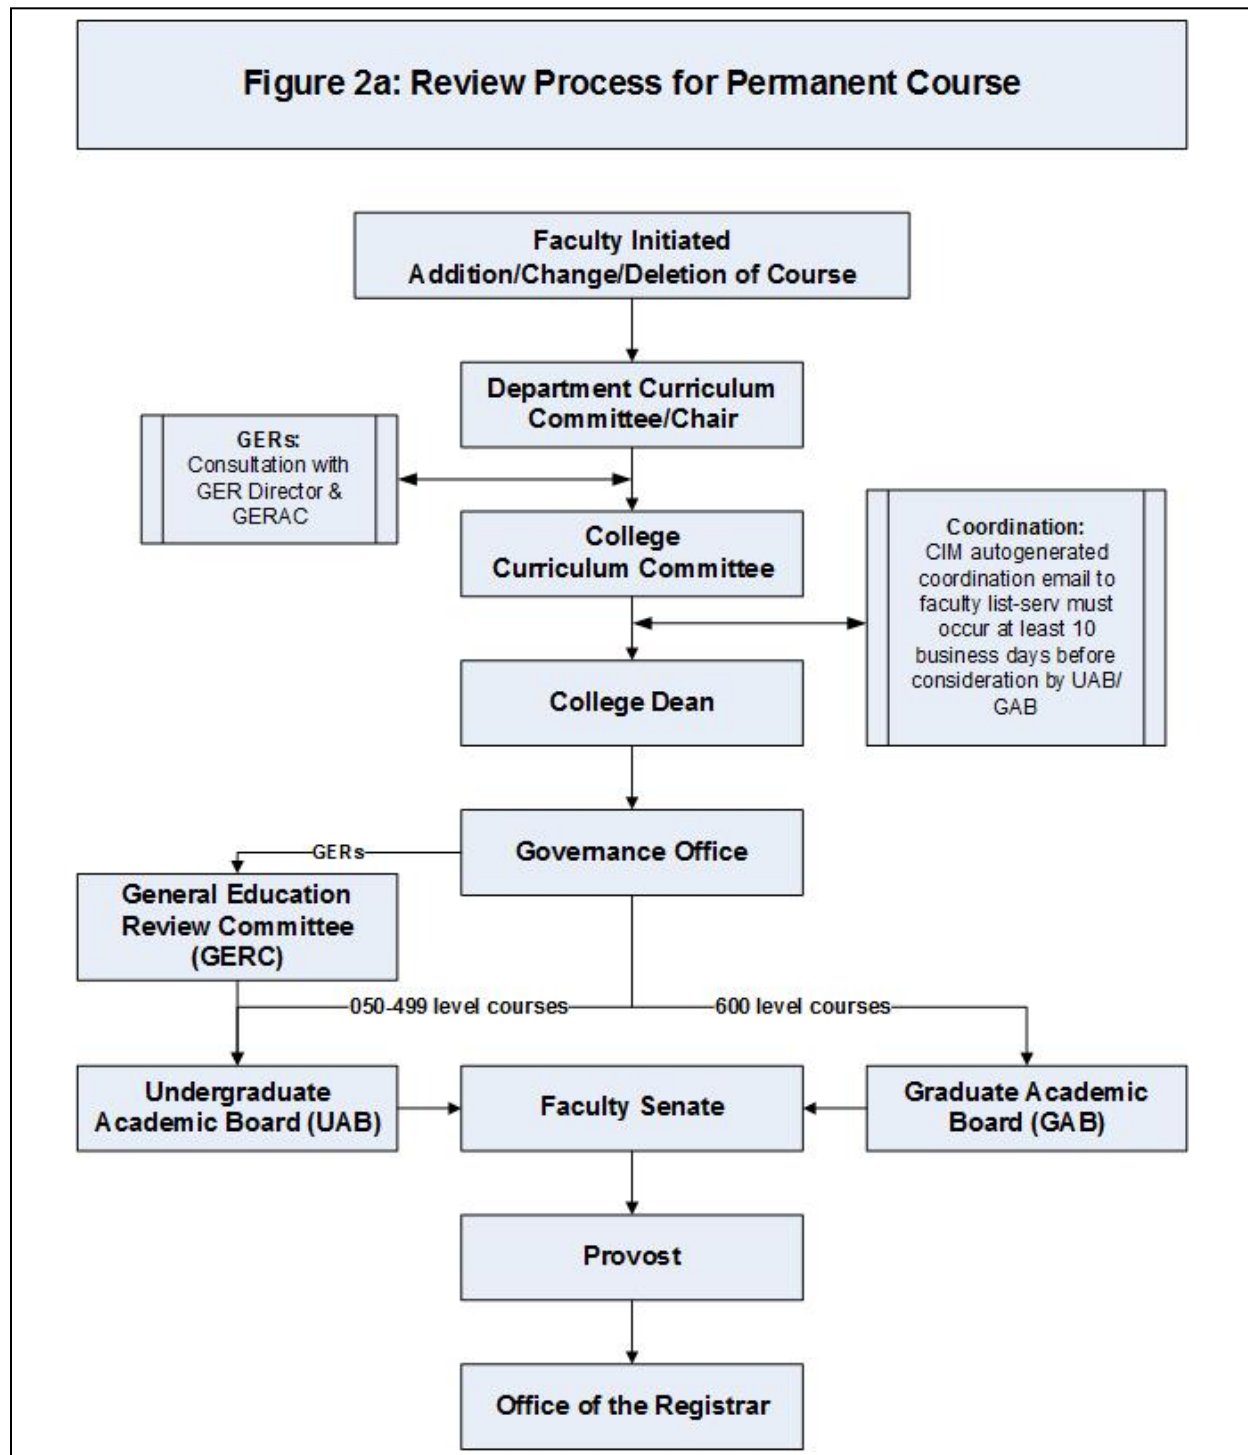 Figure 2a: Review Process for Permanent Course
Faculty Initiated
Addition/Change/Deletion of Course
Department Curriculum
Committee/Chair
GERs:
Consultation with
GER Director &
GERAC
College
Curriculum Committee
Coordination:
CIM autogenerated
coordination email to
faculty list-serv must
occur at least 10
business days before
consideration by UAB/
GAB
College Dean
Governance Office
GERs
General Education
Review Committee
(GERC)
050-499 level courses
600 level courses
Undergraduate
Academic Board (UAB)
Faculty Senate
Graduate Academic
Board (GAB)
Provost
Office of the Registrar